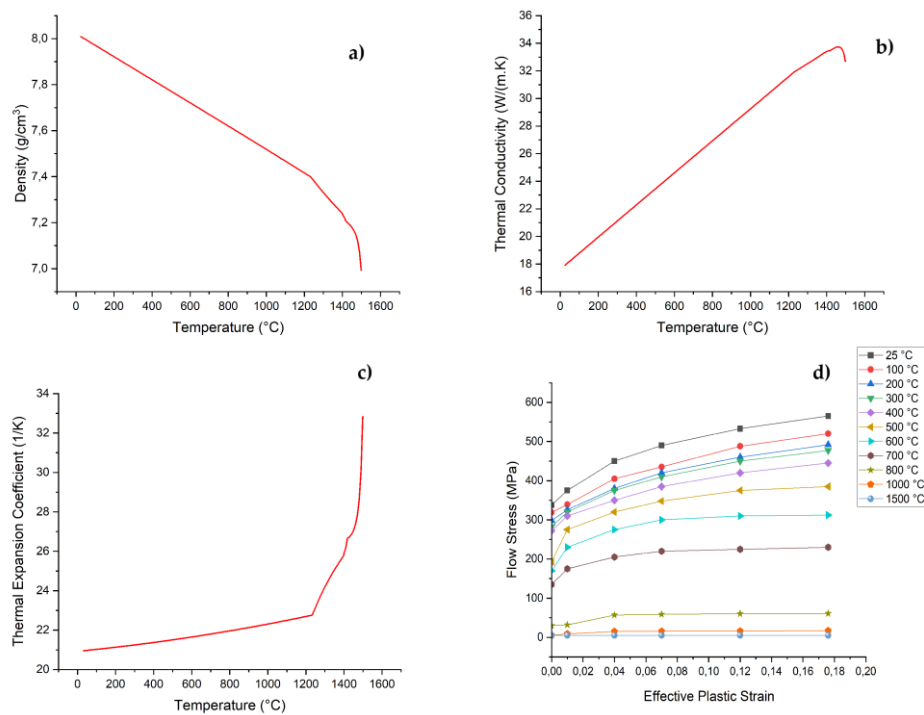 a)
8,0
7,8
7,6
7,4
7,2
7,0
Density (g/cm³)
0 200 400 600 800 1000 1200 1400 1600
Temperature (°C)
b)
36
34
32
30
28
26
24
22
20
18
16
Thermal Conductivity (W/(m.K)
0 200 400 600 800 1000 1200 1400 1600
Temperature (°C)
c)
34
32
30
28
26
24
22
20
Thermal Expansion Coefficient (1/K)
0 200 400 600 800 1000 1200 1400 1600
Temperature (°C)
d)
25 °C
100 °C
200 °C
300 °C
400 °C
500 °C
600 °C
700 °C
800 °C
1000 °C
1500 °C
600
500
400
300
200
100
0
Flow Stress (MPa)
0,00 0,02 0,04 0,06 0,08 0,10 0,12 0,14 0,16 0,18 0,20
Effective Plastic Strain